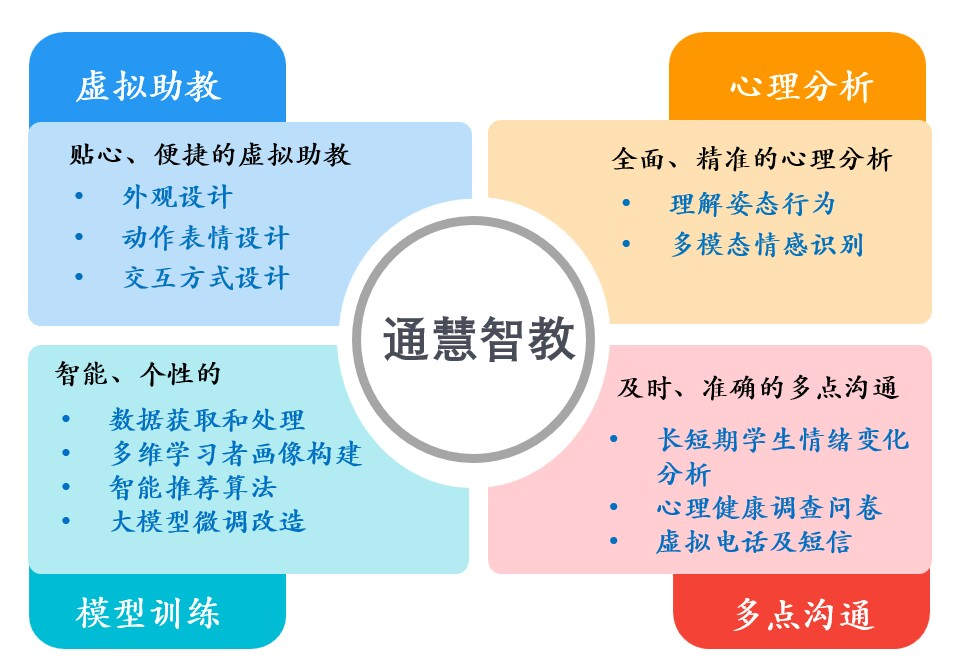 虚拟助教
贴心、便捷的虚拟助教
• 外观设计
• 动作表情设计
• 交互方式设计
心理分析
全面、精准的心理分析
• 理解姿态行为
• 多模态情感识别
通慧智教
智能、个性的
• 数据获取和处理
• 多维学习者画像构建
• 智能推荐算法
• 大模型微调改造
模型训练
及时、准确的多点沟通
• 长短期学生情绪变化
分析
• 心理健康调查问卷
• 虚拟电话及短信
多点沟通